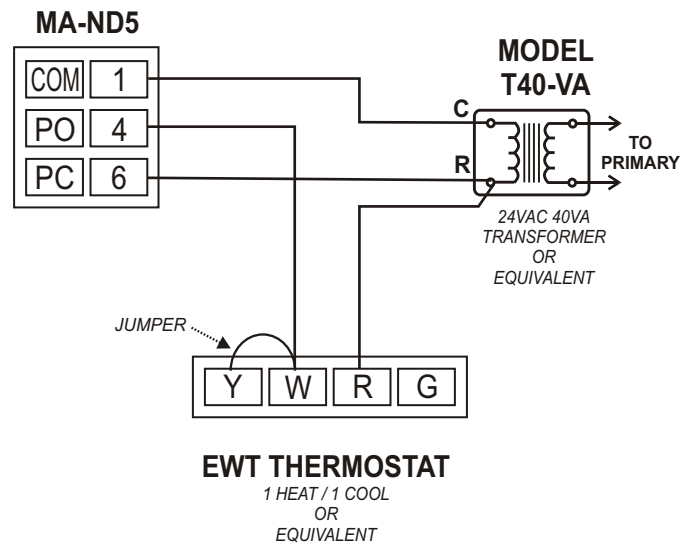 MA-ND5
COM 1
PO 4
PC 6
MODEL
T40-VA
C
R
TO
PRIMARY
24VAC 40VA
TRANSFORMER
OR
EQUIVALENT
JUMPER
Y W R G
EWT THERMOSTAT
1 HEAT / 1 COOL
OR
EQUIVALENT